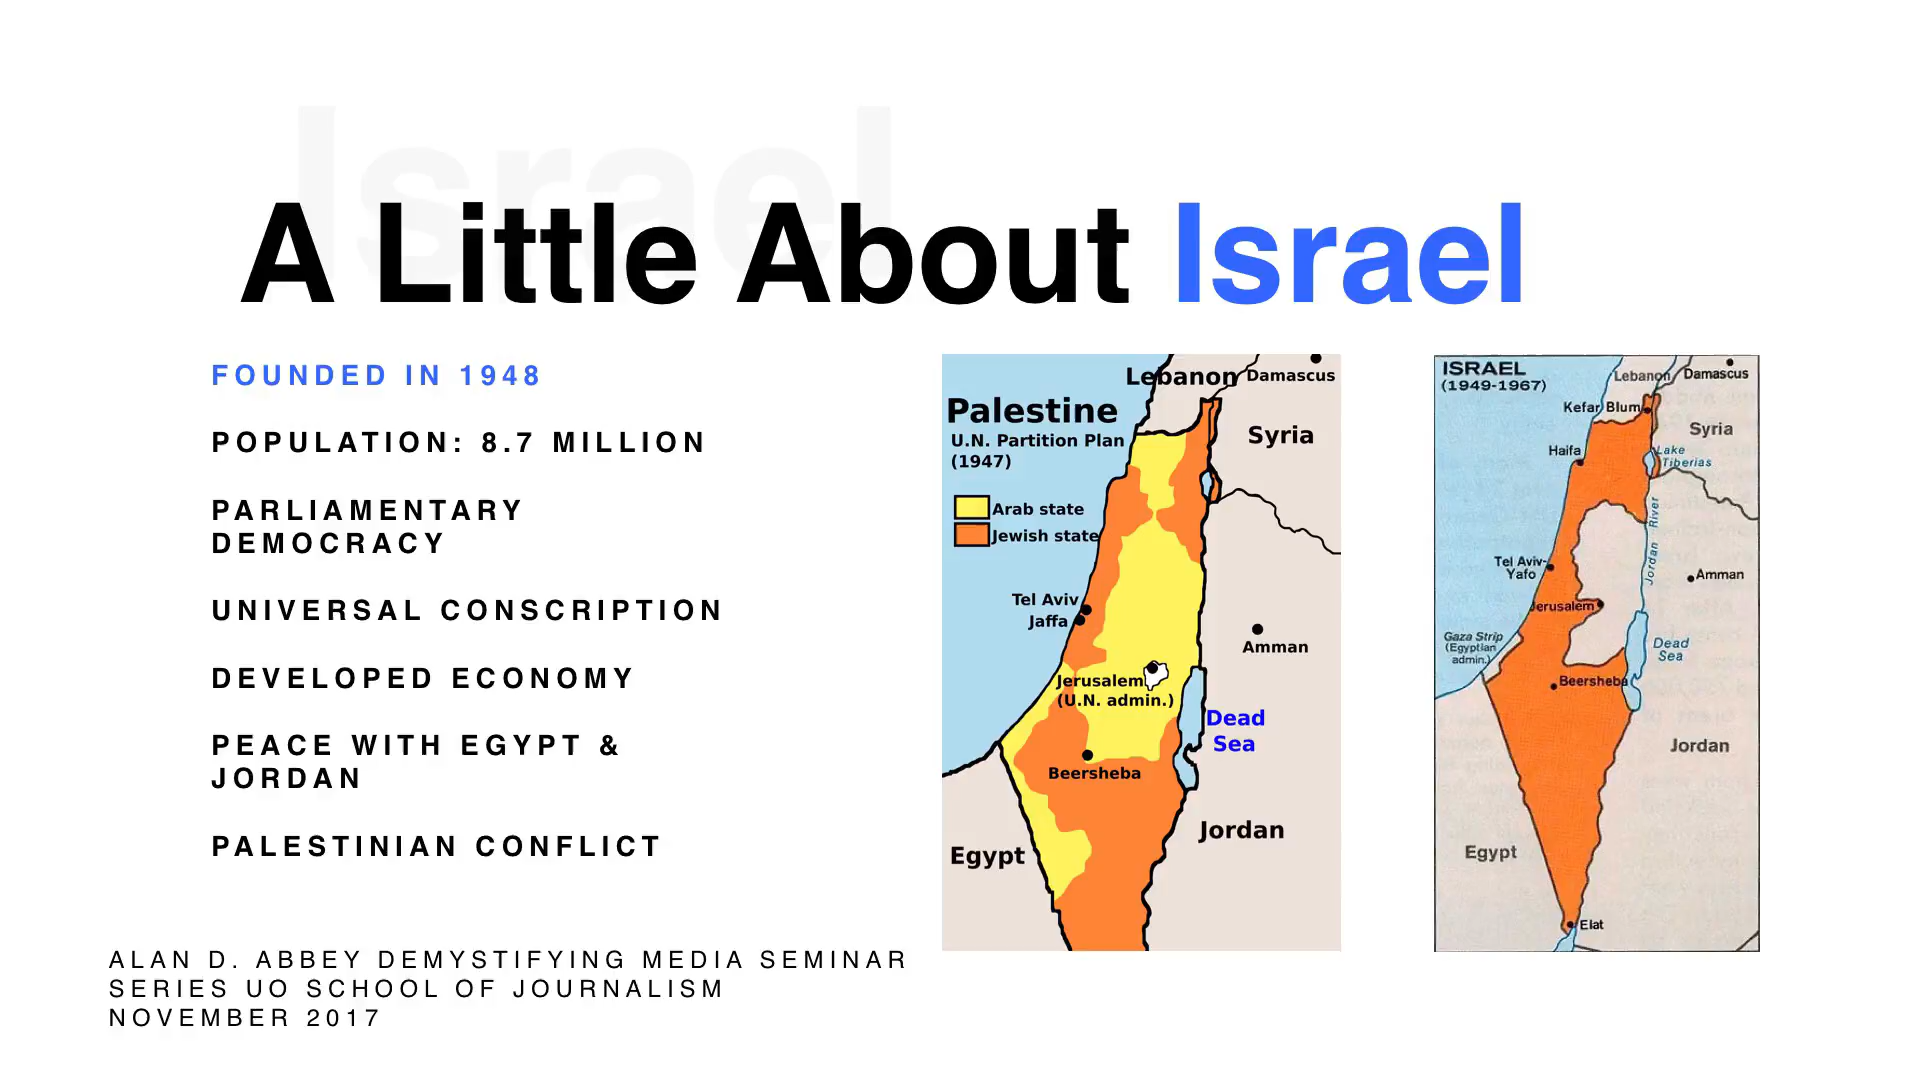 Israel
A Little About Israel
FOUNDED IN 1948
POPULATION: 8.7 MILLION
PARLIAMENTARY
DEMOCRACY
UNIVERSAL CONSCRIPTION
DEVELOPED ECONOMY
PEACE WITH EGYPT &
JORDAN
PALESTINIAN CONFLICT
ALAN D. ABBEY DEMYSTIFYING MEDIA SEMINAR
SERIES UO SCHOOL OF JOURNALISM
NOVEMBER 2017
Lebanon
Damascus
Palestine
U.N. Partition Plan
(1947)
Syria
Arab state
Jewish state
Tel Aviv
Jaffa
Amman
Jerusalem
(U.N. admin.)
Dead
Sea
Beersheba
Jordan
Egypt
ISRAEL
(1949-1967)
Lebanon
Damascus
Kefar Blum
Syria
Haifa
Lake
Tiberias
Jordan River
Tel Aviv-
Yafo
Amman
Jerusalem
Gaza Strip
(Egyptian
admin.)
Dead
Sea
Beersheba
Jordan
Egypt
Elat